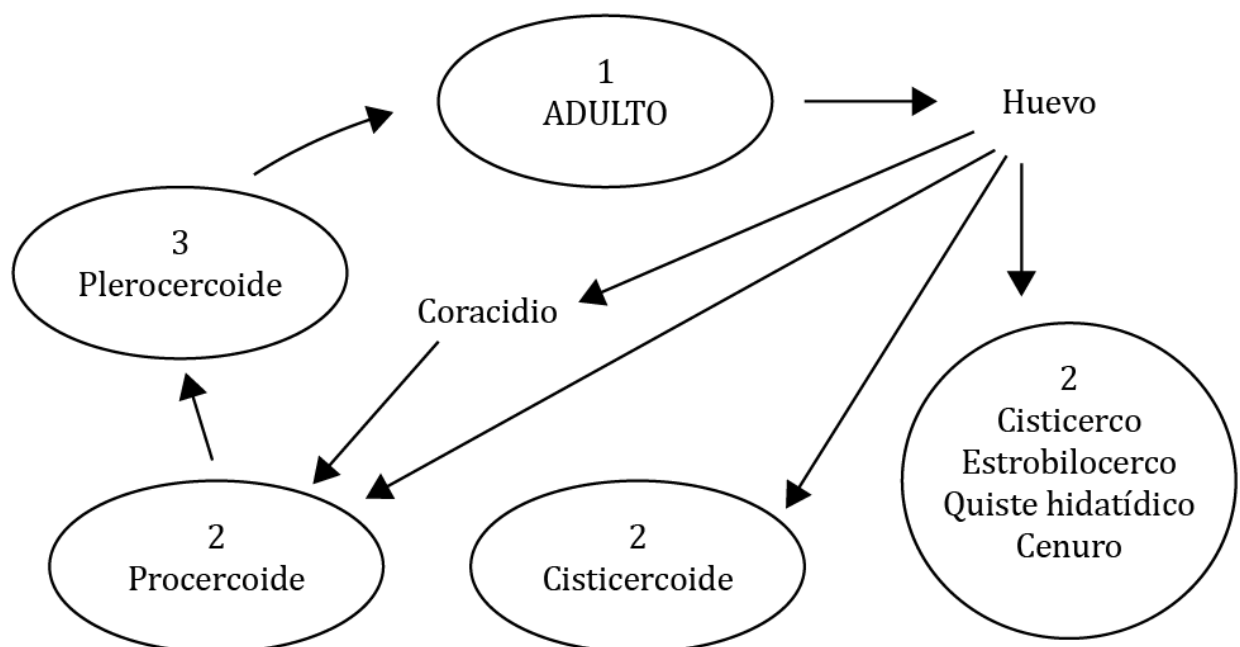 1
ADULTO
Huevo
3
Plerocercoide
Coracidio
2
Cisticerco
Estrobilocerco
Quiste hidatídico
Cenuro
2
Procercoide
2
Cisticercoide